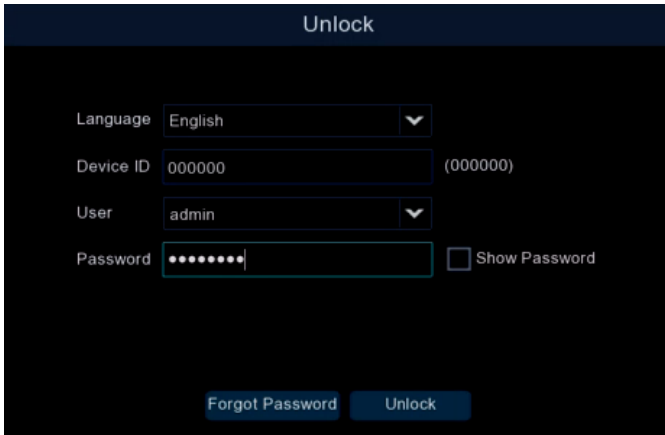 Unlock
Language English
Device ID 000000 (000000)
User admin
Password •••••••• Show Password
Forgot Password Unlock